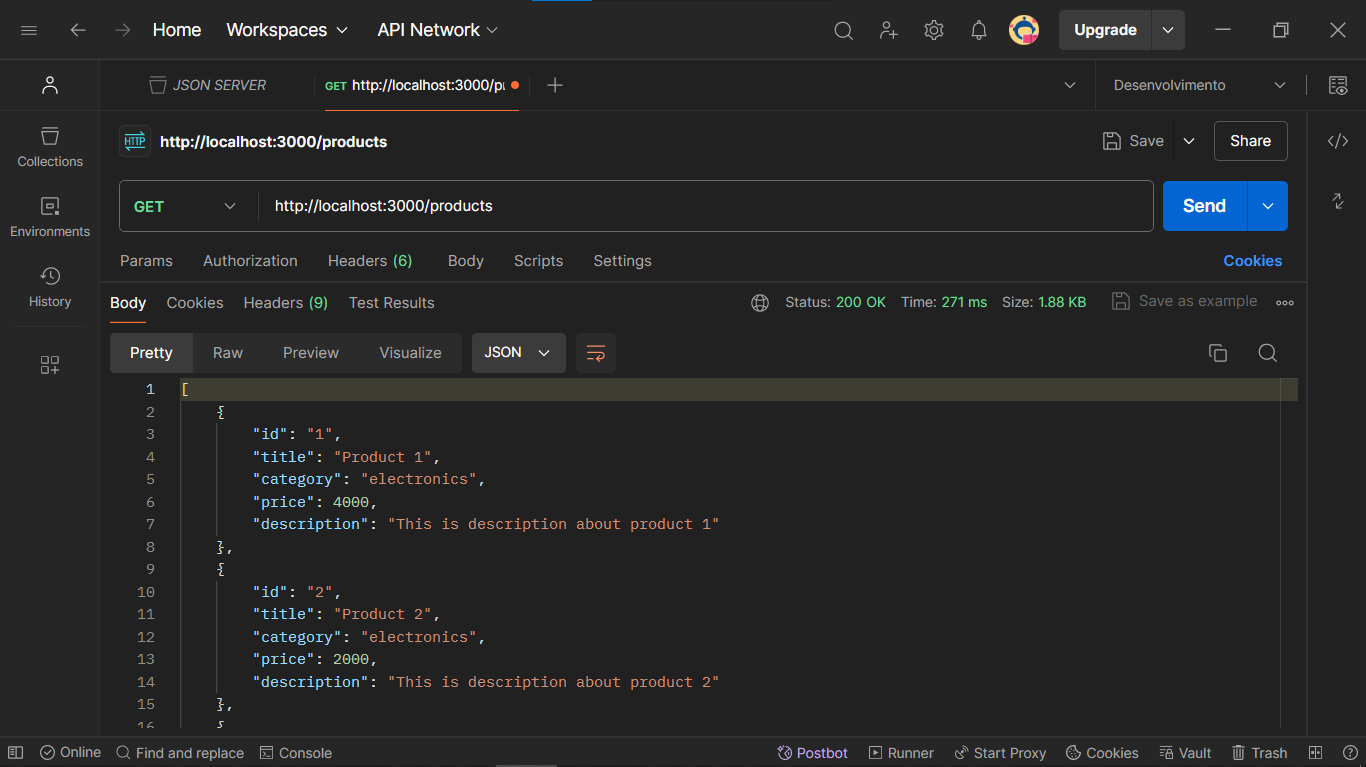 Home Workspaces API Network Upgrade
JSON SERVER GET http://localhost:3000/p Desenvolvimento
HTTP http://localhost:3000/products Save Share
Collections
GET http://localhost:3000/products Send
Environments
Params Authorization Headers (6) Body Scripts Settings Cookies
History
Body Cookies Headers (9) Test Results Status: 200 OK Time: 271 ms Size: 1.88 KB Save as example
Pretty Raw Preview Visualize JSON
1 [
2 {
3 "id": "1",
4 "title": "Product 1",
5 "category": "electronics",
6 "price": 4000,
7 "description": "This is description about product 1"
8 },
9 {
10 "id": "2",
11 "title": "Product 2",
12 "category": "electronics",
13 "price": 2000,
14 "description": "This is description about product 2"
15 },
16 {
Online Find and replace Console Postbot Runner Start Proxy Cookies Vault Trash